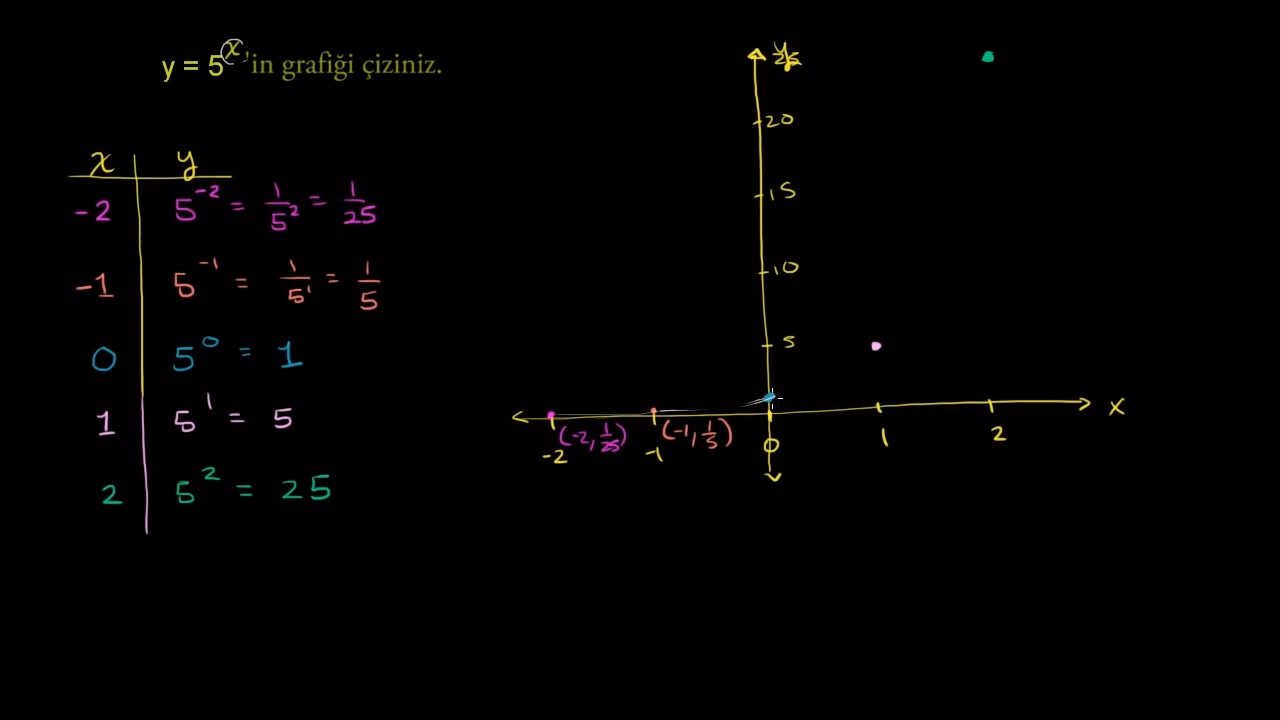 y = 5^x'in grafiği çiziniz.
x y
-2 5^-2 = 1/5^2 = 1/25
-1 5^-1 = 1/5^1 = 1/5
0 5^0 = 1
1 5^1 = 5
2 5^2 = 25
y
25
20
15
10
5
x
-2 -1 0 1 2
(-2, 1/25) (-1, 1/5)